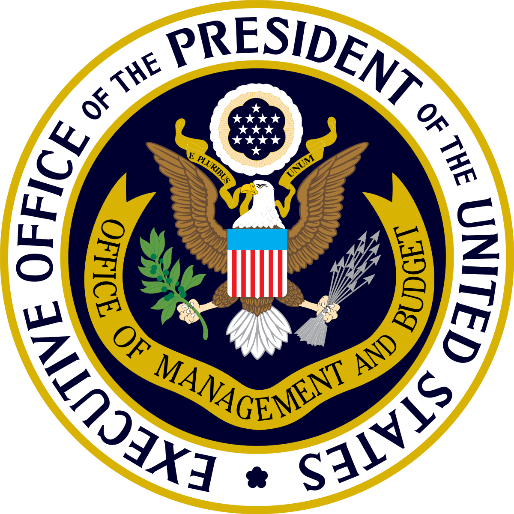 EXECUTIVE OFFICE OF THE PRESIDENT OF THE UNITED STATES
E PLURIBUS UNUM
OFFICE OF MANAGEMENT AND BUDGET